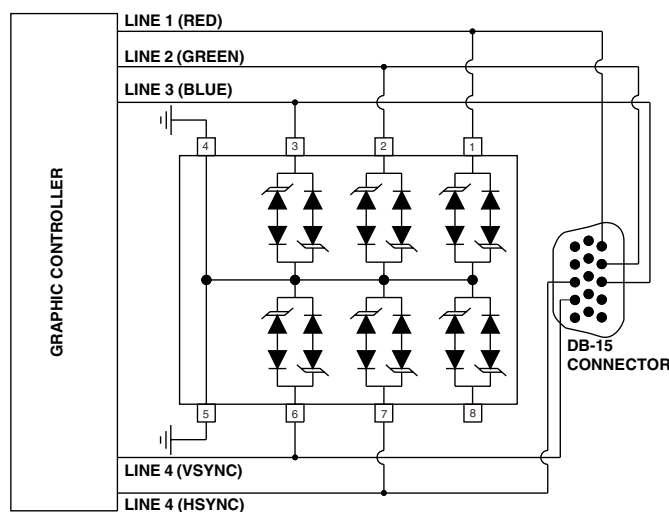 LINE 1 (RED)
LINE 2 (GREEN)
LINE 3 (BLUE)
4 3 2 1
GRAPHIC CONTROLLER
DB-15
CONNECTOR
5 6 7 8
LINE 4 (VSYNC)
LINE 4 (HSYNC)